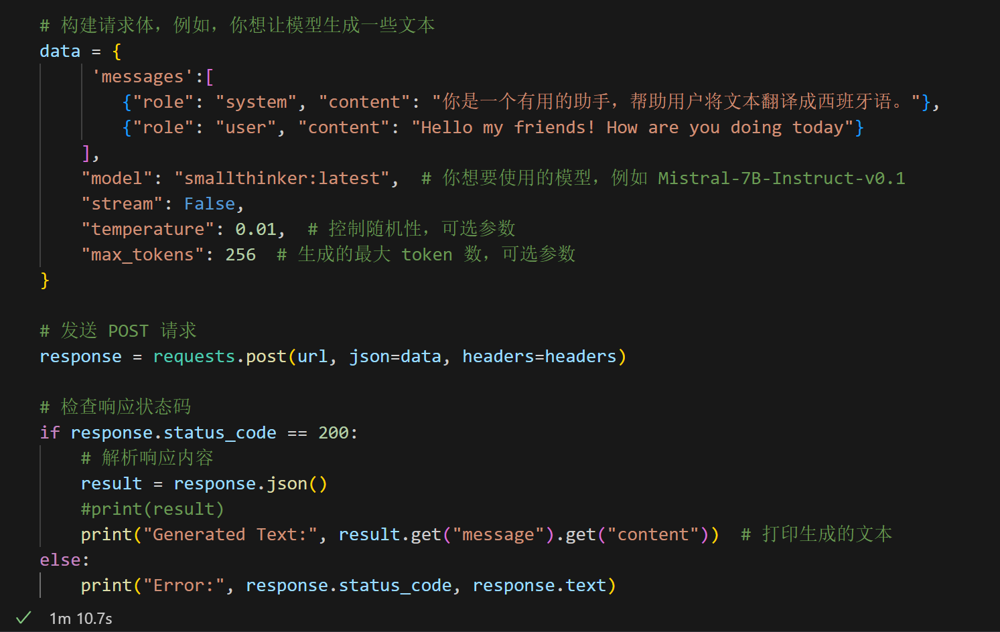 # 构建请求体，例如，你想让模型生成一些文本
data = {
'messages':[
{"role": "system", "content": "你是一个有用的助手，帮助用户将文本翻译成西班牙语。"},
{"role": "user", "content": "Hello my friends! How are you doing today"}
],
"model": "smallthinker:latest",  # 你想要使用的模型，例如 Mistral-7B-Instruct-v0.1
"stream": False,
"temperature": 0.01,  # 控制随机性，可选参数
"max_tokens": 256  # 生成的最大 token 数，可选参数
}
# 发送 POST 请求
response = requests.post(url, json=data, headers=headers)
# 检查响应状态码
if response.status_code == 200:
# 解析响应内容
result = response.json()
#print(result)
print("Generated Text:", result.get("message").get("content"))  # 打印生成的文本
else:
print("Error:", response.status_code, response.text)
1m 10.7s